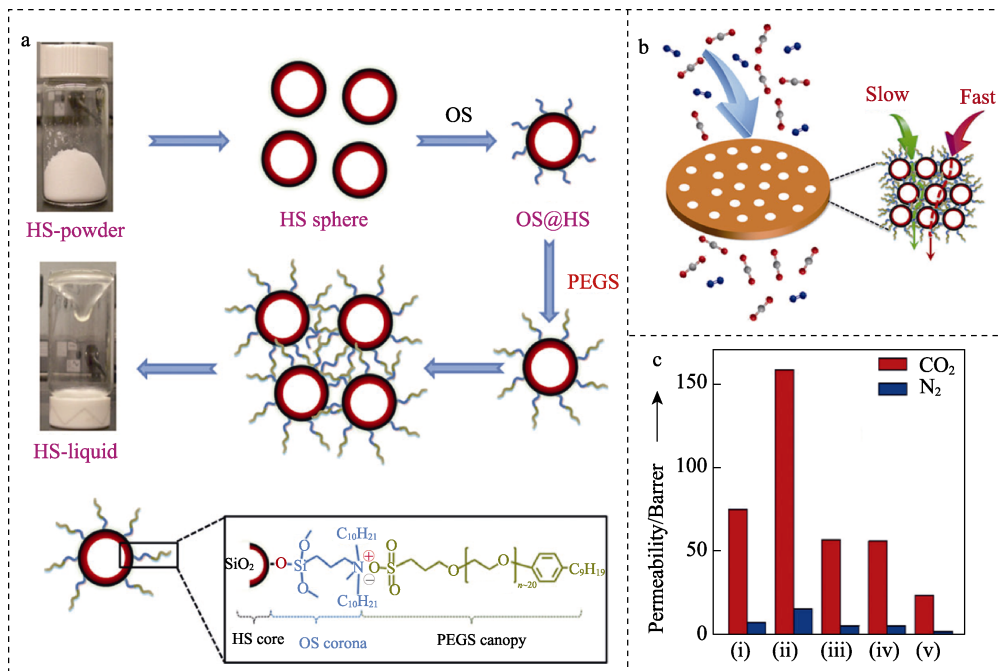 a
HS-powder
HS sphere
OS
OS@HS
PEGS
HS-liquid
SiO₂
O
Si
O
O
C₁₀H₂₁
N
⊕
⊖
C₁₀H₂₁
O
S
O
O
O
O
n~20
C₉H₁₉
HS core
OS corona
PEGS canopy
b
Slow
Fast
c
Permeability/Barrer
150
100
50
0
CO₂
N₂
(i) (ii) (iii) (iv) (v)